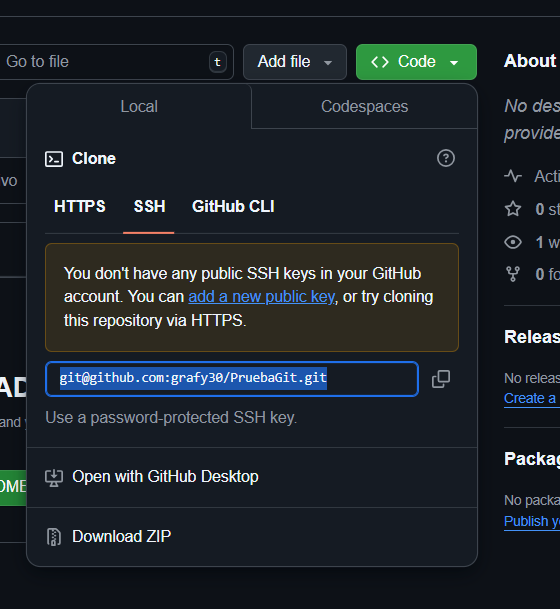 Go to file
t
Add file
Code
About
Local
Codespaces
No des
provide
Clone
vo
Acti
HTTPS
SSH
GitHub CLI
0 st
1 w
You don't have any public SSH keys in your GitHub
account. You can add a new public key, or try cloning
this repository via HTTPS.
0 fo
Releas
git@github.com:grafy30/PruebaGit.git
AD
No releas
Create a
Use a password-protected SSH key.
and
Open with GitHub Desktop
Packag
OME
No packa
Publish yo
Download ZIP